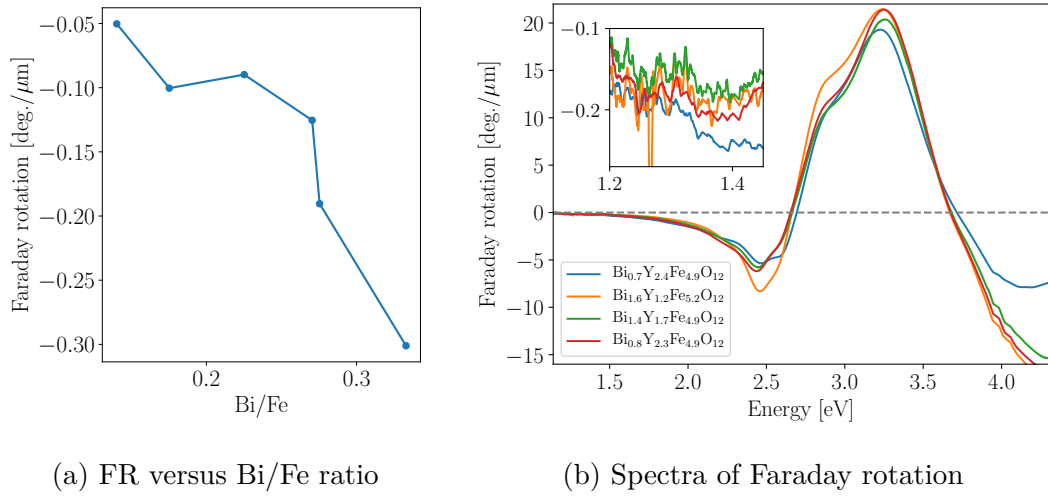 −0.05
−0.10
−0.15
−0.20
−0.25
−0.30
Faraday rotation [deg./μm]
0.2
0.3
Bi/Fe
(a) FR versus Bi/Fe ratio
20
15
10
5
0
−5
−10
−15
Faraday rotation [deg./μm]
−0.1
−0.2
1.2
1.4
Bi₀.₇Y₂.₄Fe₄.₉O₁₂
Bi₁.₆Y₁.₂Fe₅.₂O₁₂
Bi₁.₄Y₁.₇Fe₄.₉O₁₂
Bi₀.₈Y₂.₃Fe₄.₉O₁₂
1.5
2.0
2.5
3.0
3.5
4.0
Energy [eV]
(b) Spectra of Faraday rotation